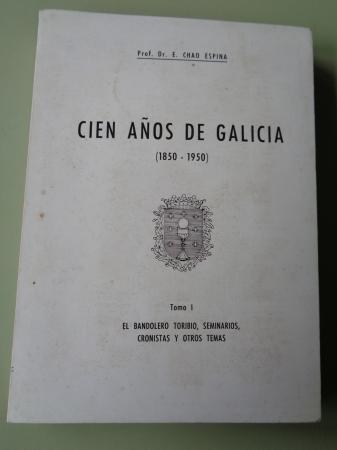 Prof. Dr. E. CHAO ESPINA
CIEN AÑOS DE GALICIA
(1850 - 1950)
Tomo I
EL BANDOLERO TORIBIO, SEMINARIOS,
CRONISTAS Y OTROS TEMAS